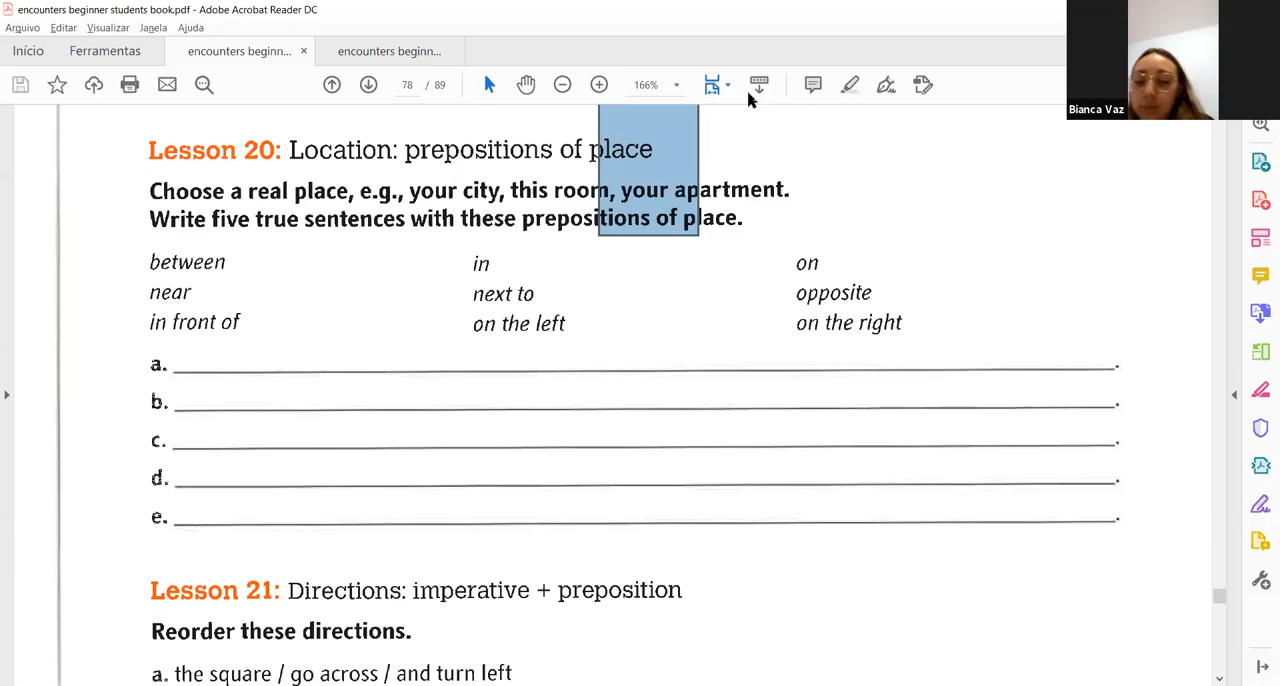 encounters beginner students book.pdf - Adobe Acrobat Reader DC
Arquivo Editar Visualizar Janela Ajuda
Início Ferramentas encounters beginn... × encounters beginn...
78 / 89 166%
Bianca Vaz
Lesson 20: Location: prepositions of place
Choose a real place, e.g., your city, this room, your apartment.
Write five true sentences with these prepositions of place.
between in on
near next to opposite
in front of on the left on the right
a. .
b. .
c. .
d. .
e. .
Lesson 21: Directions: imperative + preposition
Reorder these directions.
a. the square / go across / and turn left